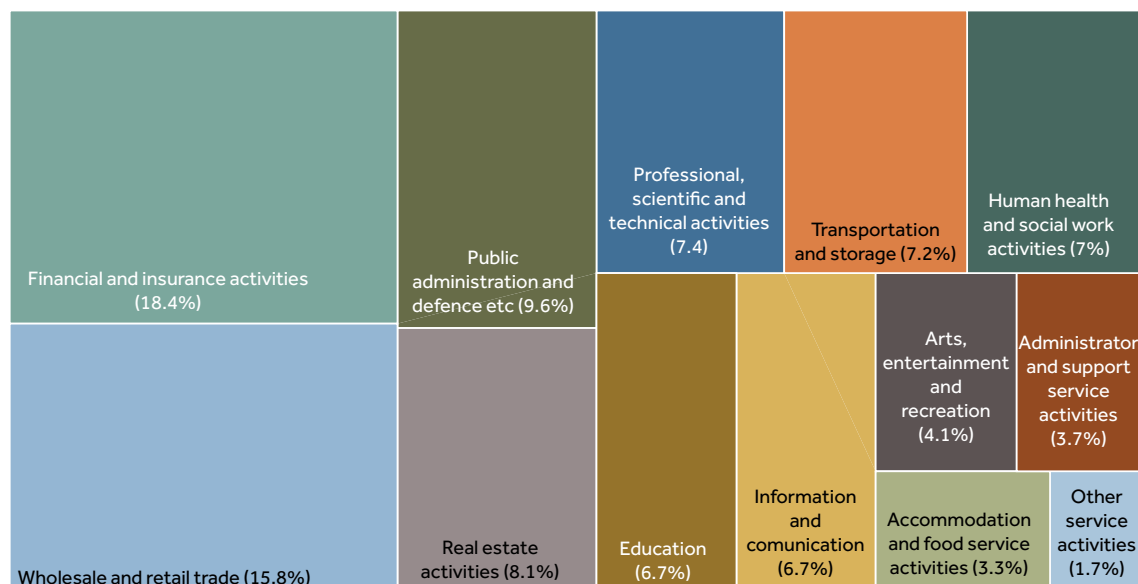 Financial and insurance activities
(18.4%)
Public
administration and
defence etc (9.6%)
Professional,
scientific and
technical activities
(7.4)
Transportation
and storage (7.2%)
Human health
and social work
activities (7%)
Wholesale and retail trade (15.8%)
Real estate
activities (8.1%)
Education
(6.7%)
Information
and
comunication
(6.7%)
Arts,
entertainment
and
recreation
(4.1%)
Administrator
and support
service
activities
(3.7%)
Accommodation
and food service
activities (3.3%)
Other
service
activities
(1.7%)